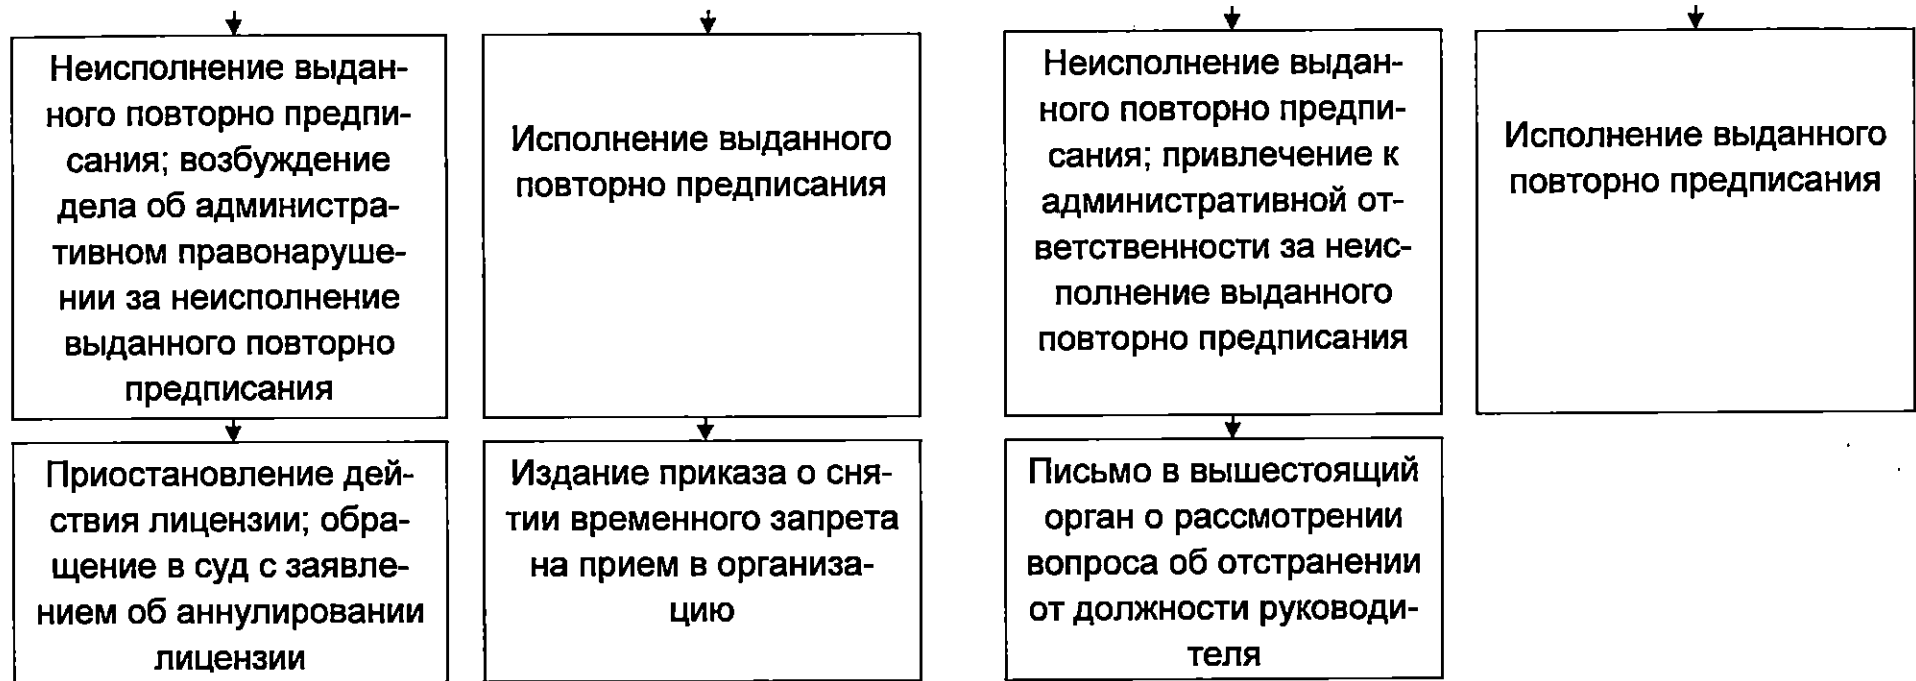 Неисполнение выдан-
ного повторно предпи-
сания; возбуждение
дела об администра-
тивном правонаруше-
нии за неисполнение
выданного повторно
предписания
Исполнение выданного
повторно предписания
Неисполнение выдан-
ного повторно предпи-
сания; привлечение к
административной от-
ветственности за неис-
полнение выданного
повторно предписания
Исполнение выданного
повторно предписания
Приостановление дей-
ствия лицензии; обра-
щение в суд с заявле-
нием об аннулировании
лицензии
Издание приказа о сня-
тии временного запрета
на прием в организа-
цию
Письмо в вышестоящий
орган о рассмотрении
вопроса об отстранении
от должности руководи-
теля